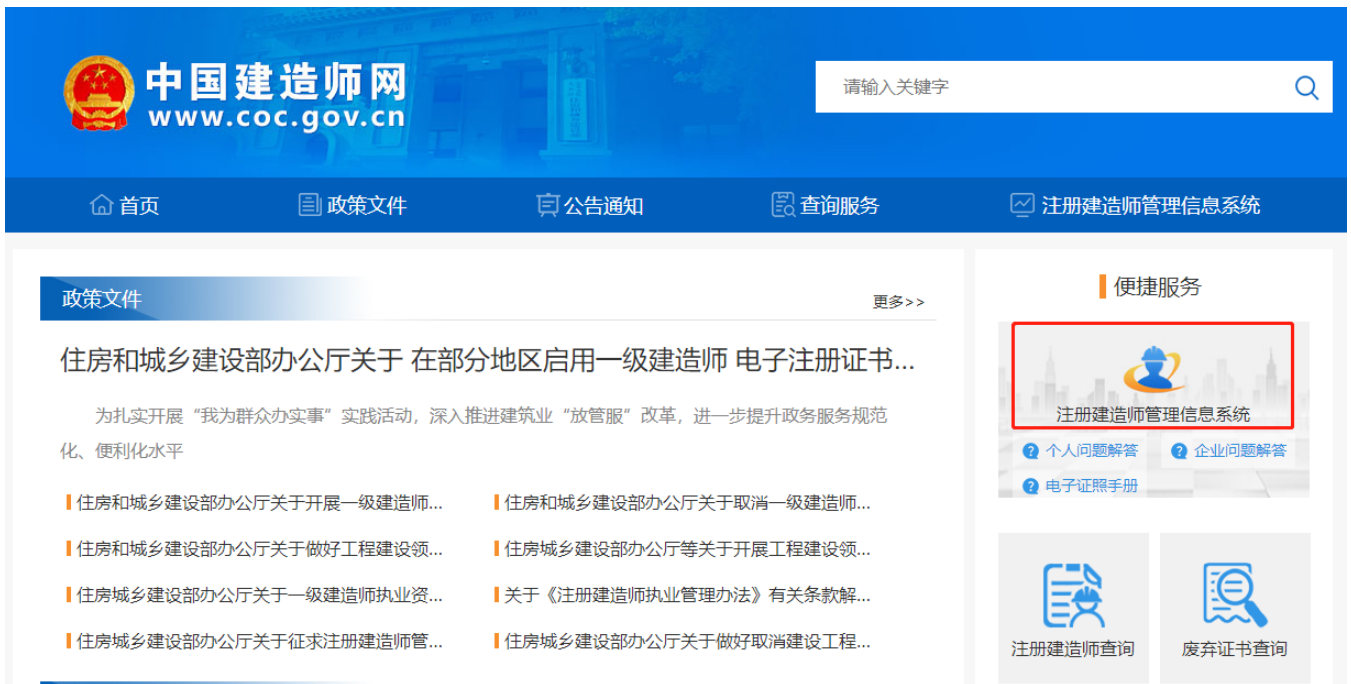 中国建造师网
www.coc.gov.cn
请输入关键字
首页
政策文件
公告通知
查询服务
注册建造师管理信息系统
政策文件
更多>>
住房和城乡建设部办公厅关于 在部分地区启用一级建造师 电子注册证书...
为扎实开展“我为群众办实事”实践活动，深入推进建筑业“放管服”改革，进一步提升政务服务规范
化、便利化水平
住房和城乡建设部办公厅关于开展一级建造师...
住房和城乡建设部办公厅关于取消一级建造师...
住房和城乡建设部办公厅关于做好工程建设领...
住房城乡建设部办公厅等关于开展工程建设领...
住房城乡建设部办公厅关于一级建造师执业资...
关于《注册建造师执业管理办法》有关条款解...
住房城乡建设部办公厅关于征求注册建造师管...
住房城乡建设部办公厅关于做好取消建设工程...
便捷服务
注册建造师管理信息系统
个人问题解答
企业问题解答
电子证照手册
注册建造师查询
废弃证书查询